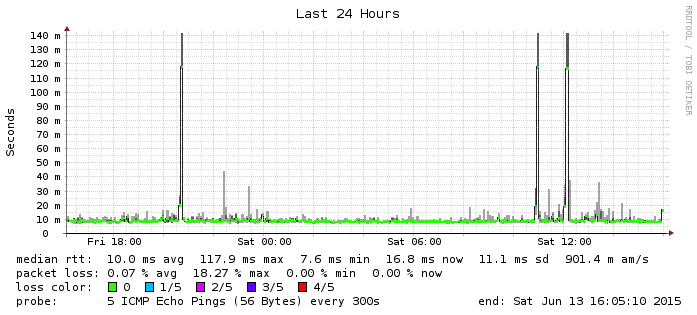 Last 24 Hours
RRDTOOL / TOBI OETIKER
Seconds
140 m
130 m
120 m
110 m
100 m
90 m
80 m
70 m
60 m
50 m
40 m
30 m
20 m
10 m
0
Fri 18:00 Sat 00:00 Sat 06:00 Sat 12:00
median rtt: 10.0 ms avg 117.9 ms max 7.6 ms min 16.8 ms now 11.1 ms sd 901.4 m am/s
packet loss: 0.07 % avg 18.27 % max 0.00 % min 0.00 % now
loss color: 0 1/5 2/5 3/5 4/5
probe: 5 ICMP Echo Pings (56 Bytes) every 300s end: Sat Jun 13 16:05:10 2015